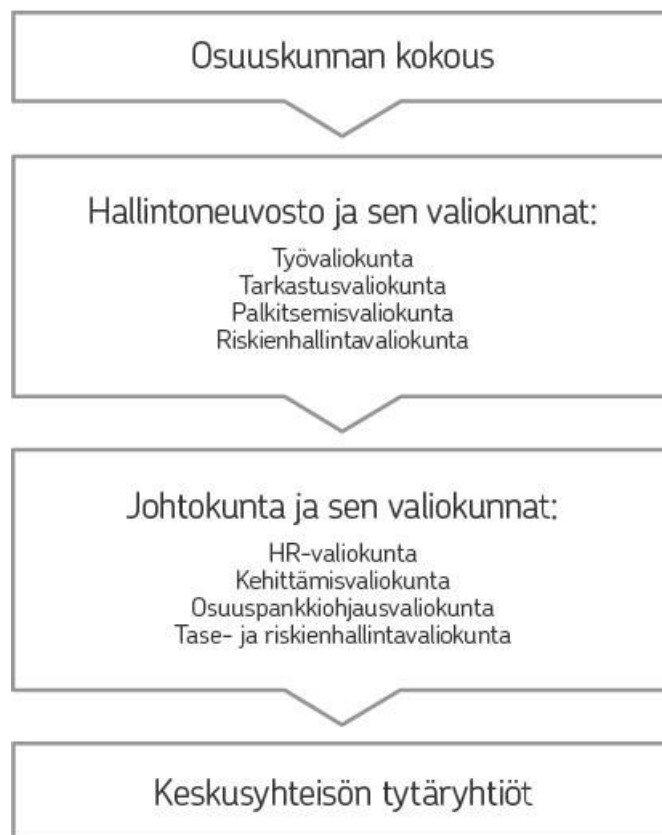 Osuuskunnan kokous
Hallintoneuvosto ja sen valiokunnat:
Työvaliokunta
Tarkastusvaliokunta
Palkitsemisvaliokunta
Riskienhallintavaliokunta
Johtokunta ja sen valiokunnat:
HR-valiokunta
Kehittämisvaliokunta
Osuuspankkiohjausvaliokunta
Tase- ja riskienhallintavaliokunta
Keskusyhteisön tytäryhtiöt